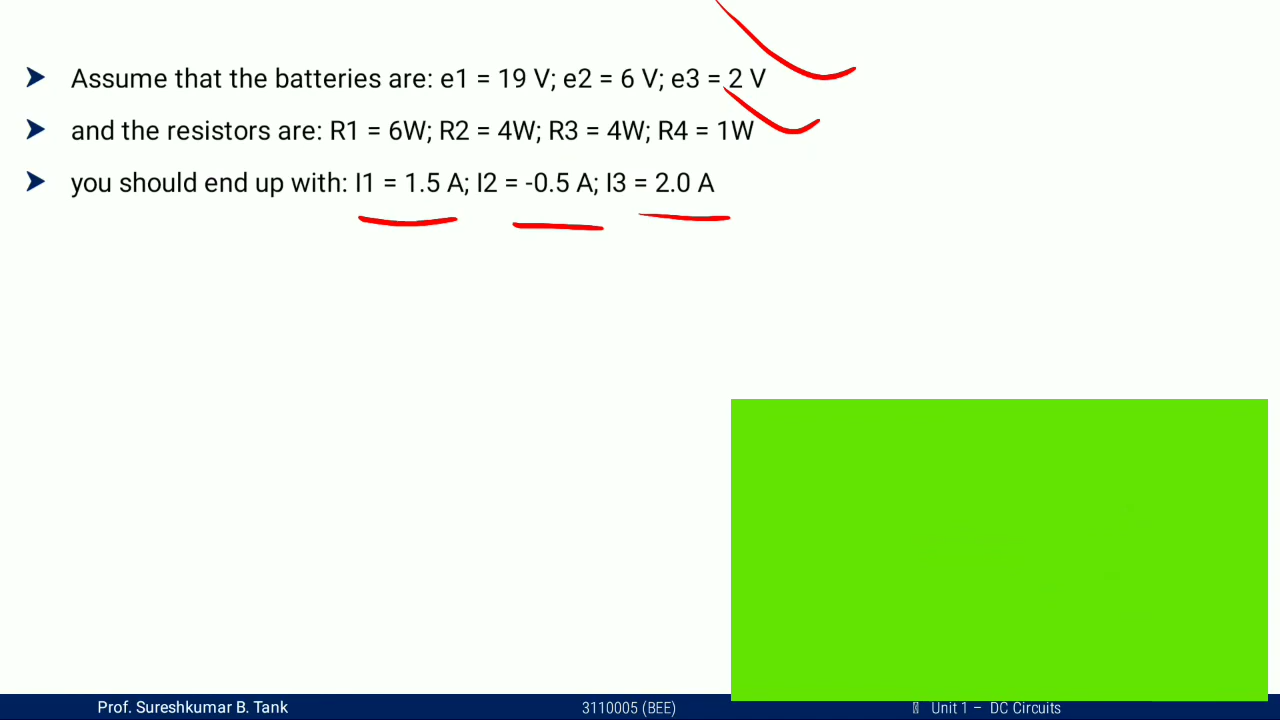 Assume that the batteries are: e1 = 19 V; e2 = 6 V; e3 = 2 V
and the resistors are: R1 = 6W; R2 = 4W; R3 = 4W; R4 = 1W
you should end up with: I1 = 1.5 A; I2 = -0.5 A; I3 = 2.0 A
Prof. Sureshkumar B. Tank
3110005 (BEE)
Unit 1 – DC Circuits